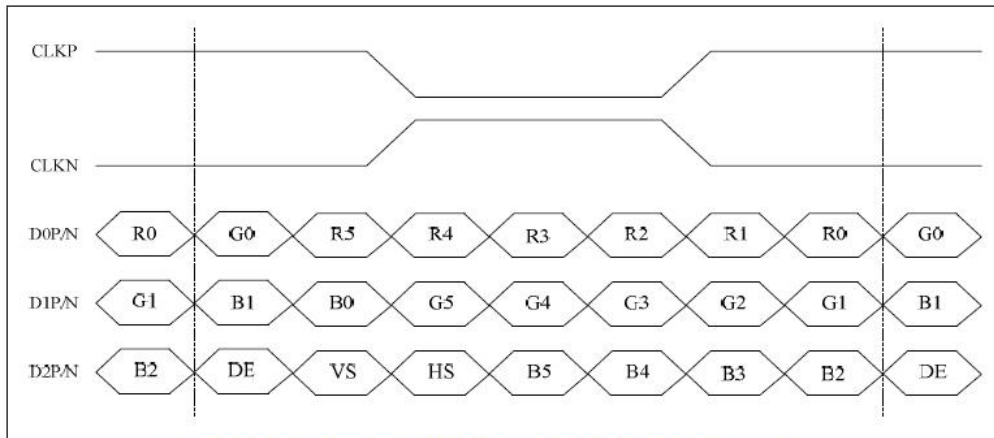 CLKP
CLKN
D0P/N R0 G0 R5 R4 R3 R2 R1 R0 G0
D1P/N G1 B1 B0 G5 G4 G3 G2 G1 B1
D2P/N B2 DE VS HS B5 B4 B3 B2 DE